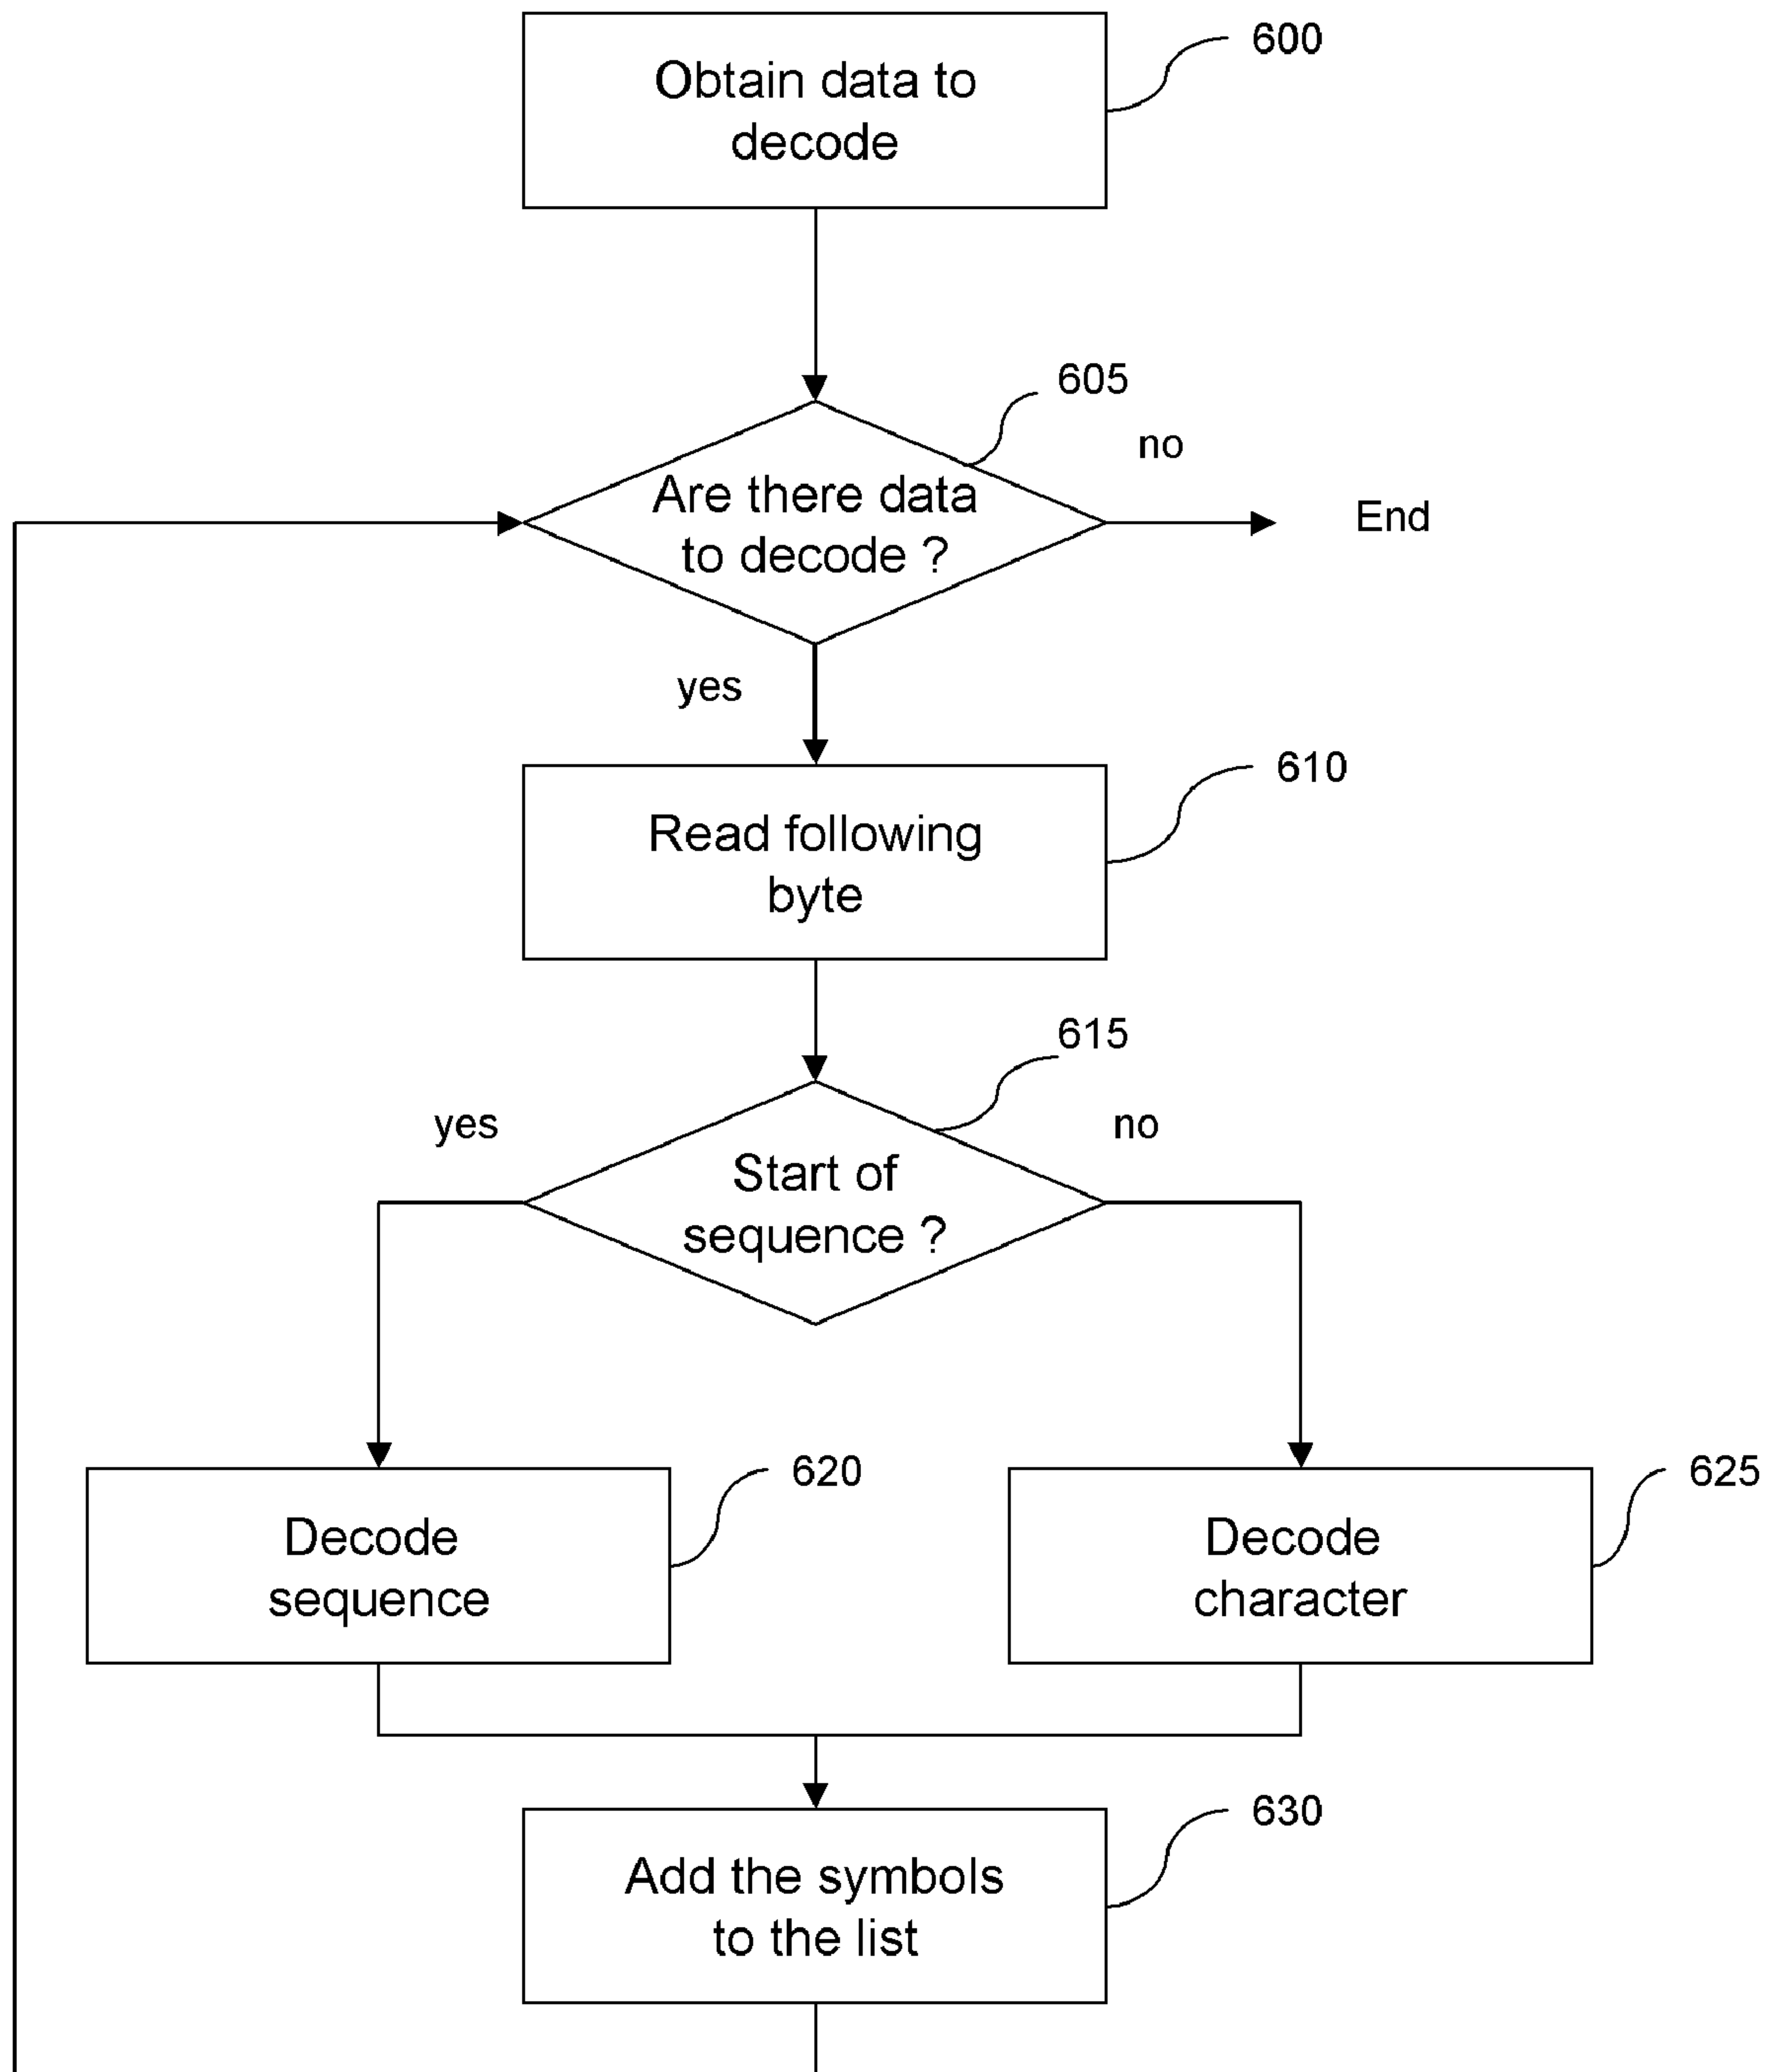 Obtain data to
decode
600
605
no
Are there data
to decode ?
End
yes
Read following
byte
610
615
yes
no
Start of
sequence ?
620
625
Decode
sequence
Decode
character
630
Add the symbols
to the list